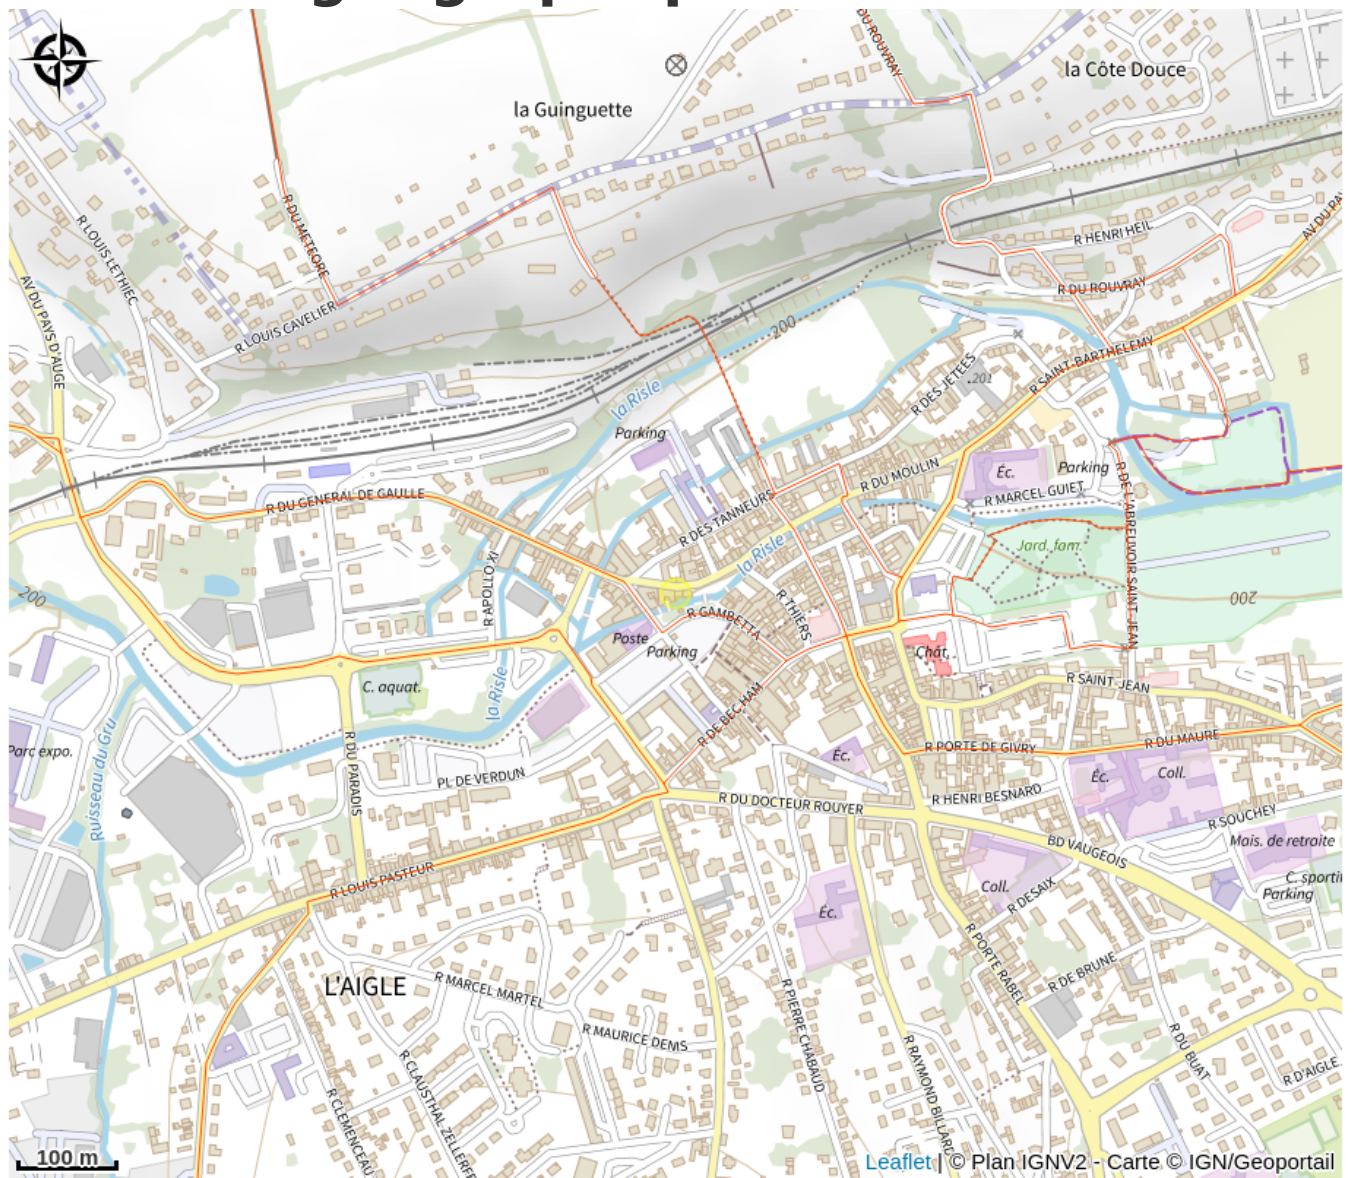 DU ROUVRAY
la Côte Douce
la Guinguette
R LOUIS LETHIEC
R DU METEORE
R HENRI HEIL
AV DU PA
AV DU PAYS D'AUGE
R LOUIS CAVELIER
R DU ROUVRAY
200
R SAINT-BARTHELEMY
la Risle
R DES JETEES
.201
Parking
R DU MOULIN
Éc.
Parking
R DU GENERAL DE GAULLE
R DES TANNEURS
R MARCEL GUIET
R DE L'ABREUVOIR SAINT JEAN
la Risle
Jard. fam.
R APOLLO XI
200
200
R THIERS
R GAMBETTA
Poste
Parking
Chât.
C. aquat.
la Risle
R SAINT-JEAN
R DE BEC HAM
Parc expo.
Ruisseau du Gru
R DU PARADIS
PL DE VERDUN
Éc.
R PORTE DE GIVRY
R DU MAURE
Éc.
Coll.
R DU DOCTEUR ROUYER
R HENRI BESNARD
R SOUCHEY
BD VAUGEOIS
Mais. de retraite
R LOUIS PASTEUR
Coll.
R DESAIX
C. sporti
Parking
Éc.
L'AIGLE
R MARCEL MARTEL
R PORTE RABEL
R DE BRUNE
R MAURICE DENIS
R PIERRE CHABAUD
R RAYMOND BILLARD
R DU BUAT
R D'AIGLE
R CLEMENCEAU
R CLAUSTHAL ZELLERFE
100 m
Leaflet | © Plan IGNV2 - Carte © IGN/Geoportail